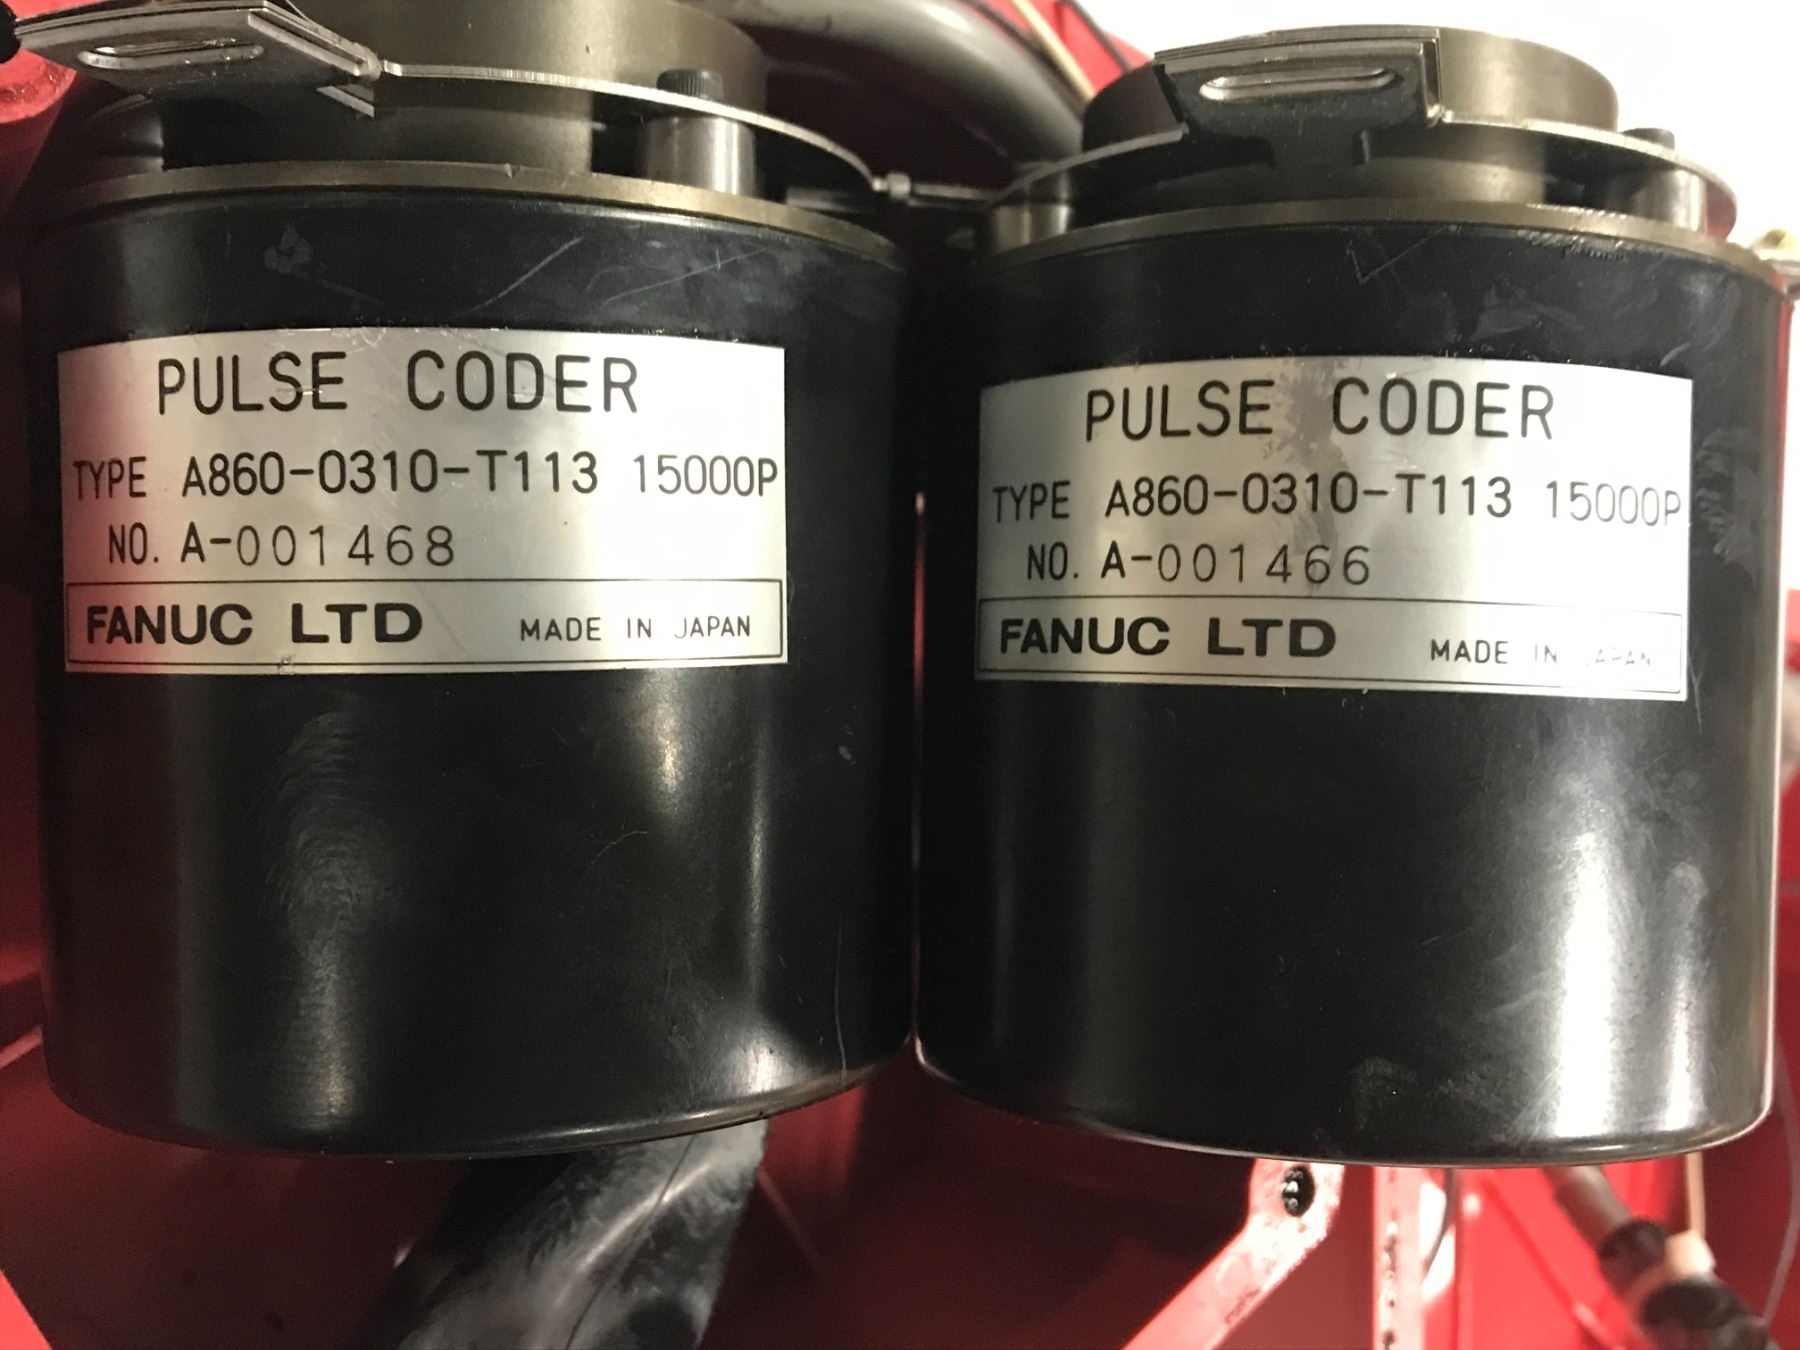 PULSE CODER
TYPE A860-0310-T113 15000P
NO. A-001468
FANUC LTD MADE IN JAPAN
PULSE CODER
TYPE A860-0310-T113 15000P
NO. A-001466
FANUC LTD MADE IN JAPAN